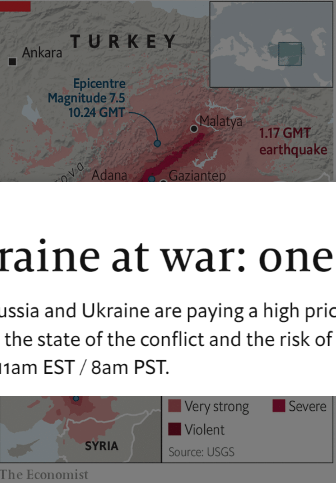 TURKEY
Ankara
Epicentre
Magnitude 7.5
10.24 GMT
Malatya
1.17 GMT
earthquake
Adana
Gaziantep
raine at war: one
ussia and Ukraine are paying a high pric
the state of the conflict and the risk of
11am EST / 8am PST.
Very strong
Severe
Violent
SYRIA
Source: USGS
The Economist